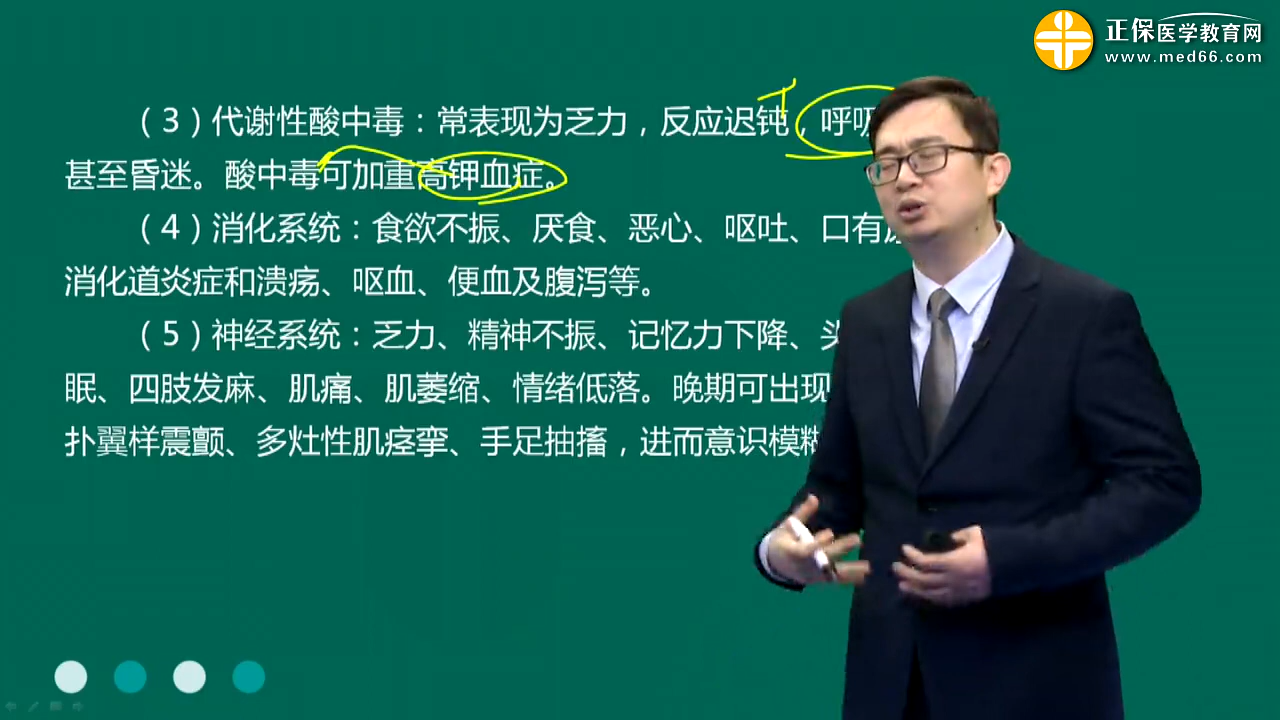 正保医学教育网
www.med66.com
（3）代谢性酸中毒：常表现为乏力，反应迟钝，呼吸
甚至昏迷。酸中毒可加重高钾血症。
（4）消化系统：食欲不振、厌食、恶心、呕吐、口有
消化道炎症和溃疡、呕血、便血及腹泻等。
（5）神经系统：乏力、精神不振、记忆力下降、头
眠、四肢发麻、肌痛、肌萎缩、情绪低落。晚期可出现
扑翼样震颤、多灶性肌痉挛、手足抽搐，进而意识模糊